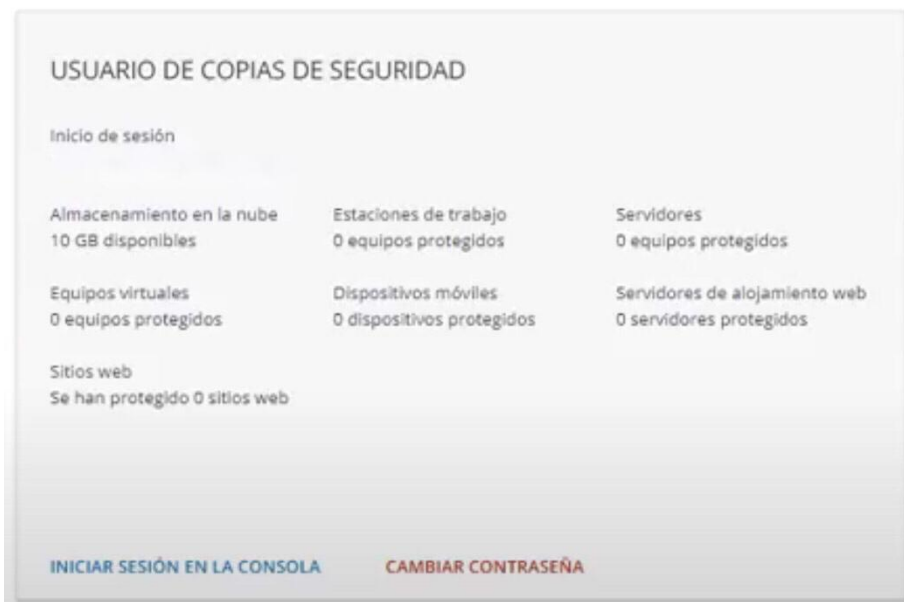 USUARIO DE COPIAS DE SEGURIDAD
Inicio de sesión
Almacenamiento en la nube
10 GB disponibles
Estaciones de trabajo
0 equipos protegidos
Servidores
0 equipos protegidos
Equipos virtuales
0 equipos protegidos
Dispositivos móviles
0 dispositivos protegidos
Servidores de alojamiento web
0 servidores protegidos
Sitios web
Se han protegido 0 sitios web
INICIAR SESIÓN EN LA CONSOLA
CAMBIAR CONTRASEÑA